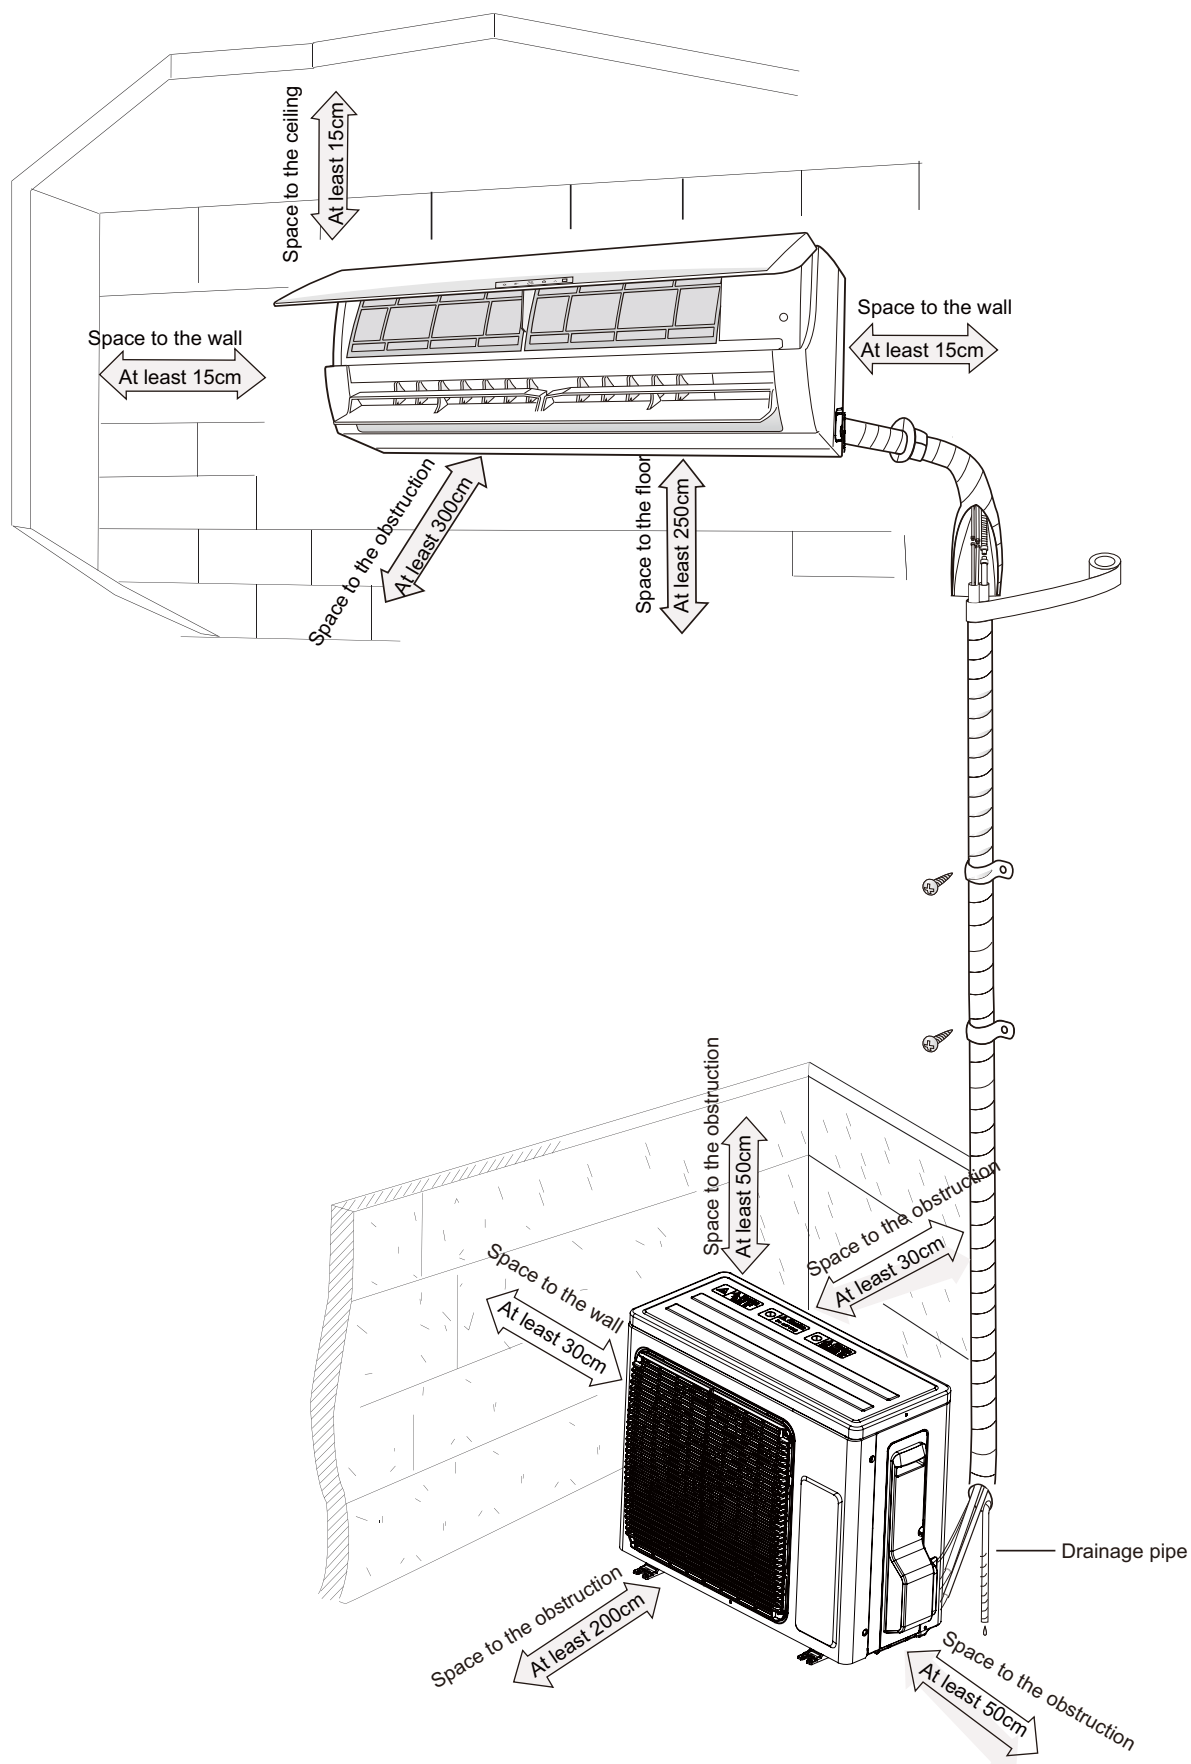 Space to the ceiling
At least 15cm
Space to the wall
At least 15cm
Space to the wall
At least 15cm
Space to the obstruction
At least 300cm
Space to the floor
At least 250cm
Space to the obstruction
At least 50cm
Space to the obstruction
At least 30cm
Space to the wall
At least 30cm
Drainage pipe
Space to the obstruction
At least 200cm
Space to the obstruction
At least 50cm